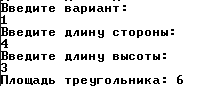 Введите вариант:
1
Введите длину стороны:
4
Введите длину высоты:
3
Площадь треугольника: 6